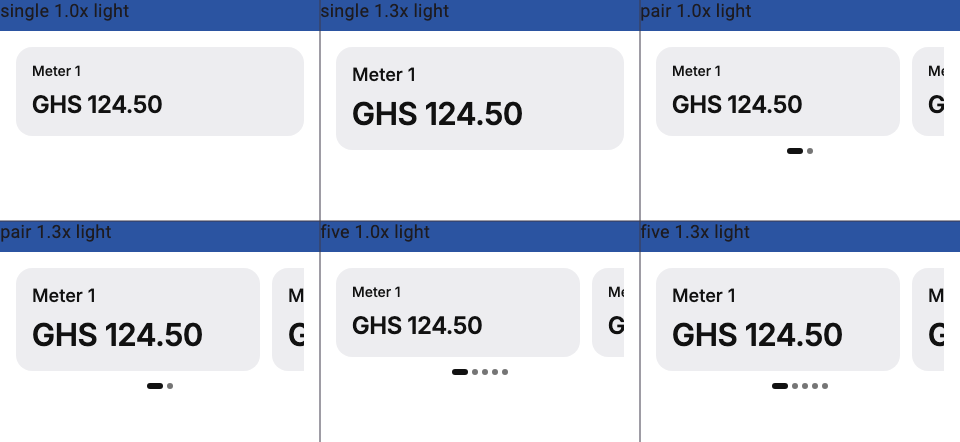 single 1.0x light
Meter 1
GHS 124.50
single 1.3x light
Meter 1
GHS 124.50
pair 1.0x light
Meter 1
GHS 124.50
pair 1.3x light
Meter 1
GHS 124.50
five 1.0x light
Meter 1
GHS 124.50
five 1.3x light
Meter 1
GHS 124.50